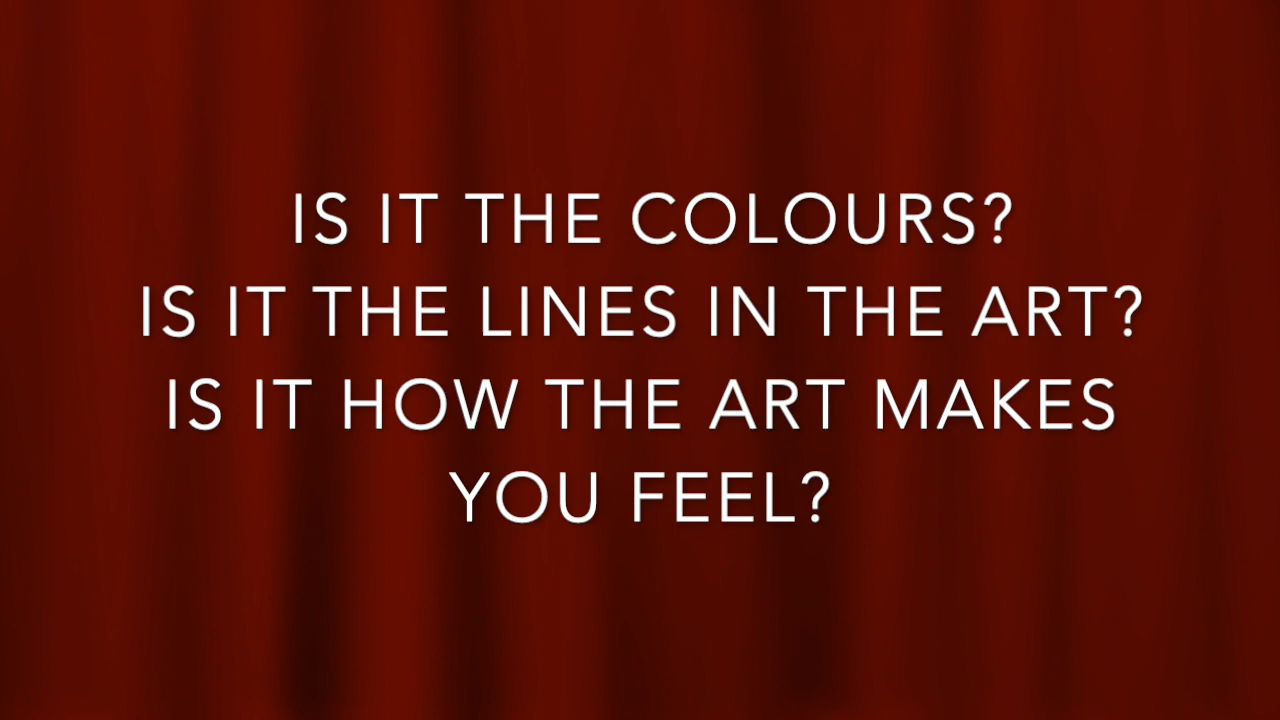 IS IT THE COLOURS?
IS IT THE LINES IN THE ART?
IS IT HOW THE ART MAKES
YOU FEEL?